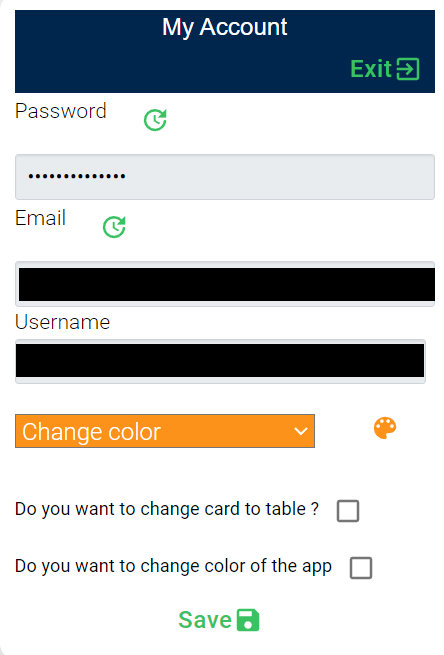 My Account
Exit
Password
••••••••••••••
Email
Username
Change color
Do you want to change card to table ?
Do you want to change color of the app
Save